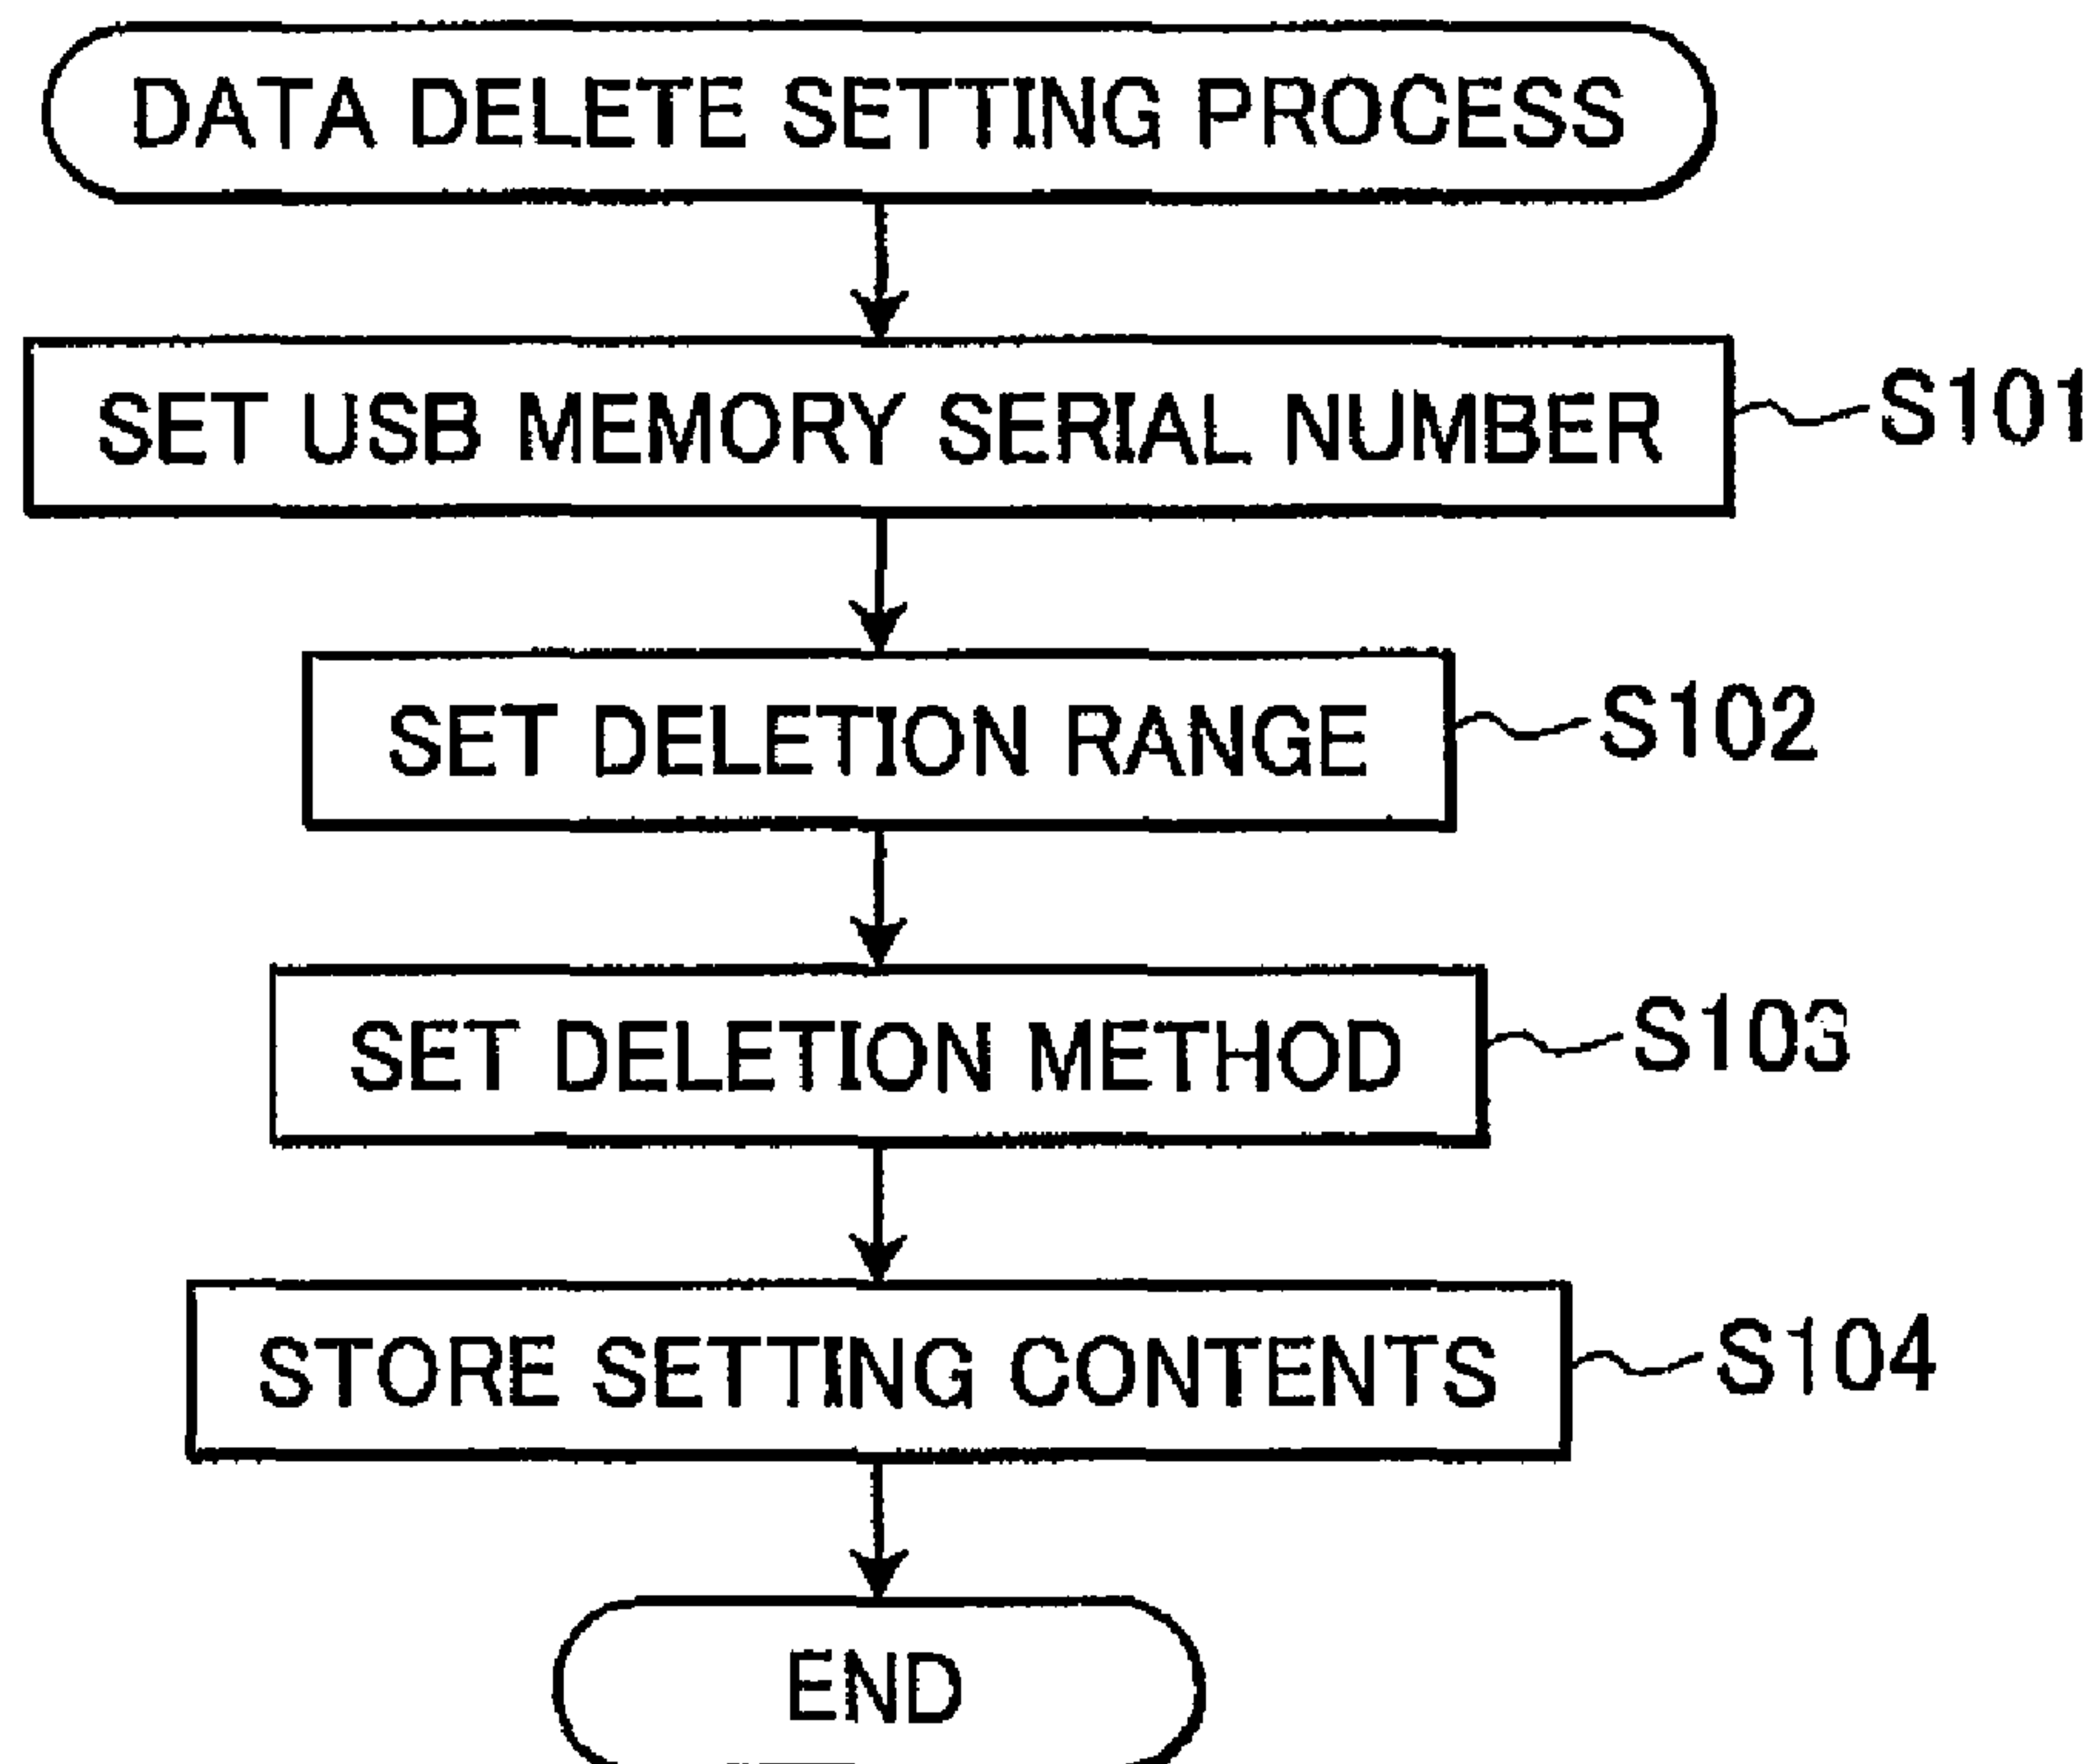 DATA DELETE SETTING PROCESS
SET USB MEMORY SERIAL NUMBER S101
SET DELETION RANGE S102
SET DELETION METHOD S103
STORE SETTING CONTENTS S104
END